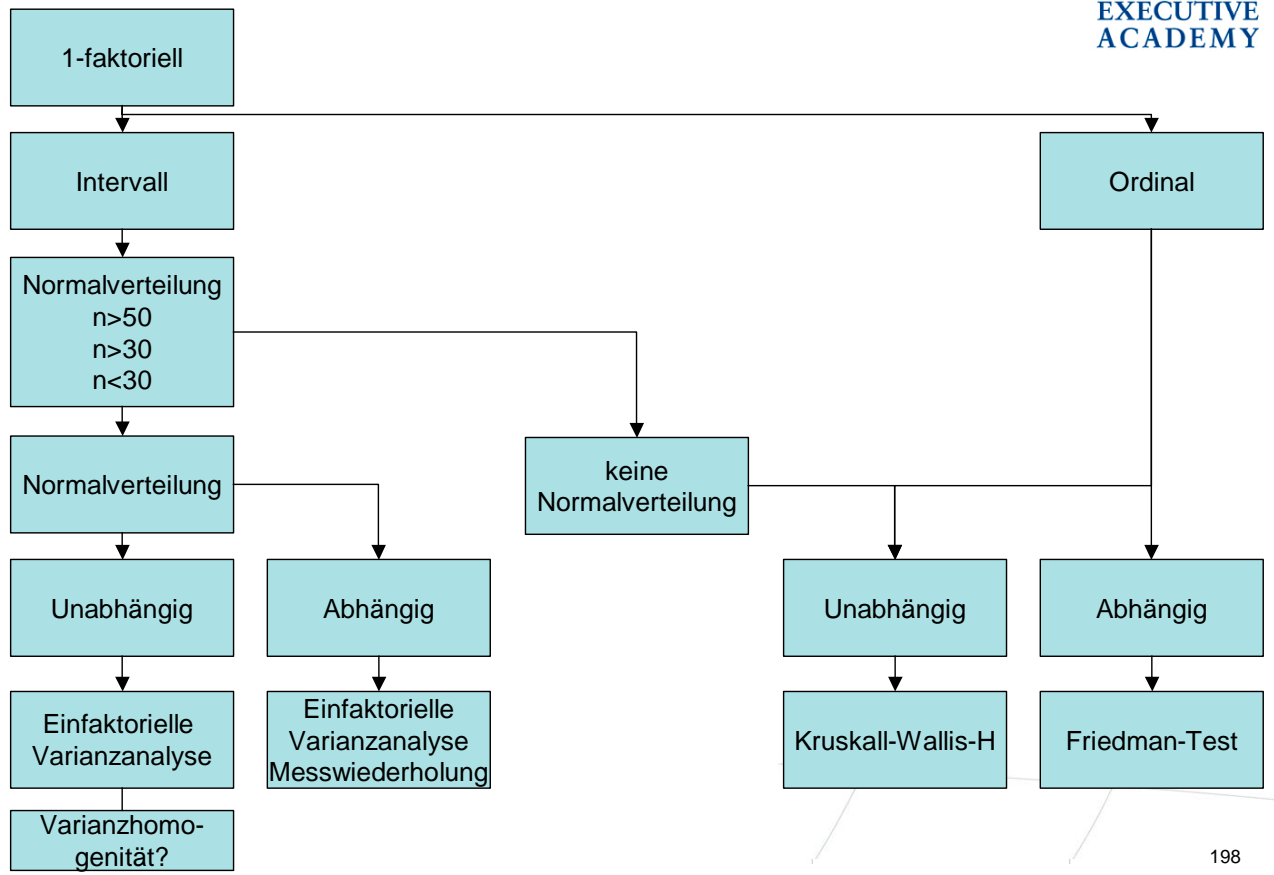 EXECUTIVE
ACADEMY
1-faktoriell
Intervall
Ordinal
Normalverteilung
n>50
n>30
n<30
Normalverteilung
keine
Normalverteilung
Unabhängig
Abhängig
Unabhängig
Abhängig
Einfaktorielle
Varianzanalyse
Einfaktorielle
Varianzanalyse
Messwiederholung
Kruskall-Wallis-H
Friedman-Test
Varianzhomo-
genität?
198